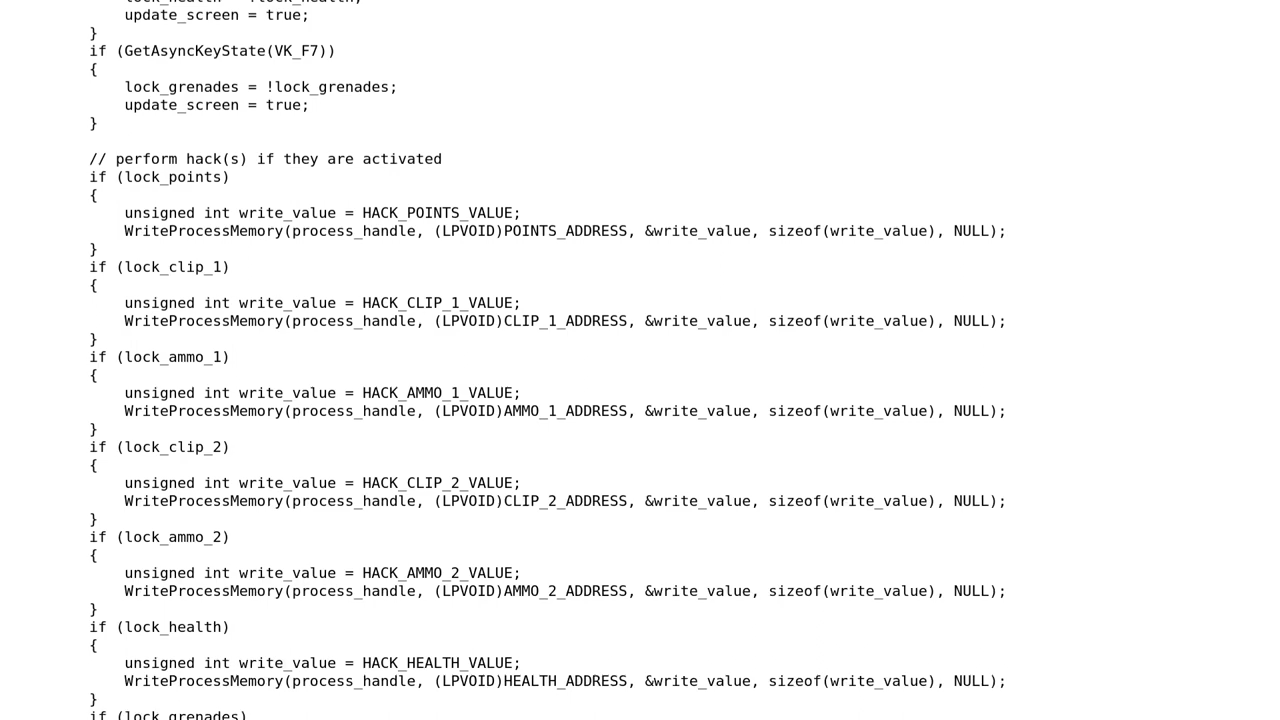 lock_health = !lock_health;
        update_screen = true;
    }
    if (GetAsyncKeyState(VK_F7))
    {
        lock_grenades = !lock_grenades;
        update_screen = true;
    }

    // perform hack(s) if they are activated
    if (lock_points)
    {
        unsigned int write_value = HACK_POINTS_VALUE;
        WriteProcessMemory(process_handle, (LPVOID)POINTS_ADDRESS, &write_value, sizeof(write_value), NULL);
    }
    if (lock_clip_1)
    {
        unsigned int write_value = HACK_CLIP_1_VALUE;
        WriteProcessMemory(process_handle, (LPVOID)CLIP_1_ADDRESS, &write_value, sizeof(write_value), NULL);
    }
    if (lock_ammo_1)
    {
        unsigned int write_value = HACK_AMMO_1_VALUE;
        WriteProcessMemory(process_handle, (LPVOID)AMMO_1_ADDRESS, &write_value, sizeof(write_value), NULL);
    }
    if (lock_clip_2)
    {
        unsigned int write_value = HACK_CLIP_2_VALUE;
        WriteProcessMemory(process_handle, (LPVOID)CLIP_2_ADDRESS, &write_value, sizeof(write_value), NULL);
    }
    if (lock_ammo_2)
    {
        unsigned int write_value = HACK_AMMO_2_VALUE;
        WriteProcessMemory(process_handle, (LPVOID)AMMO_2_ADDRESS, &write_value, sizeof(write_value), NULL);
    }
    if (lock_health)
    {
        unsigned int write_value = HACK_HEALTH_VALUE;
        WriteProcessMemory(process_handle, (LPVOID)HEALTH_ADDRESS, &write_value, sizeof(write_value), NULL);
    }
    if (lock_grenades)